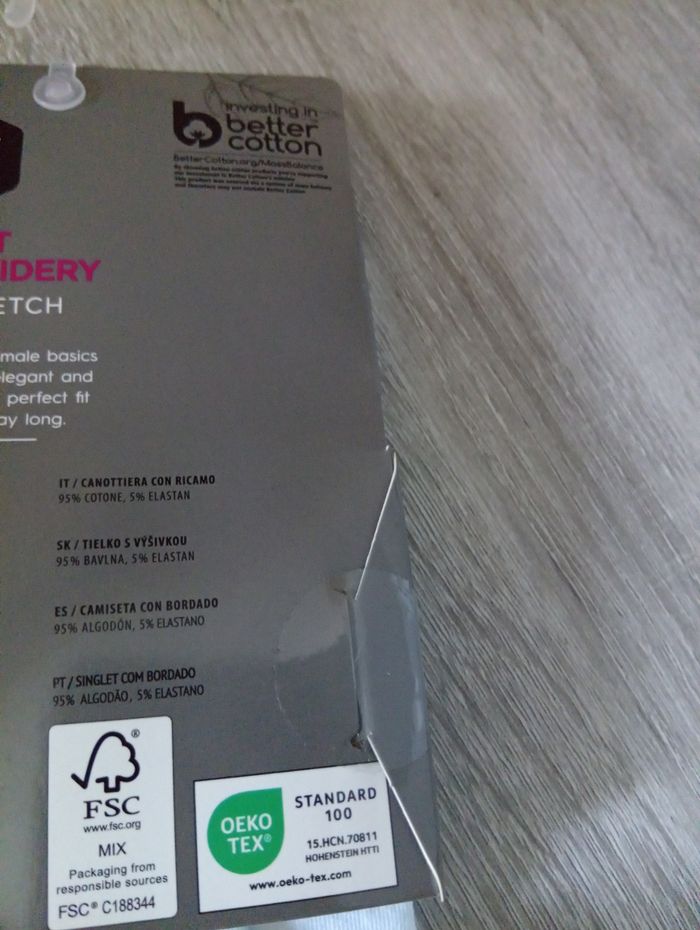 investing in
better
cotton
BetterCotton.org/MassBalance
T
IDERY
ETCH
male basics
legant and
perfect fit
ay long.
IT / CANOTTIERA CON RICAMO
95% COTONE, 5% ELASTAN
SK / TIELKO S VÝŠIVKOU
95% BAVLNA, 5% ELASTAN
ES / CAMISETA CON BORDADO
95% ALGODÓN, 5% ELASTANO
PT / SINGLET COM BORDADO
95% ALGODÃO, 5% ELASTANO
FSC
www.fsc.org
MIX
Packaging from
responsible sources
FSC® C188344
OEKO
TEX®
STANDARD
100
15.HCN.70811
HOHENSTEIN HTTI
www.oeko-tex.com